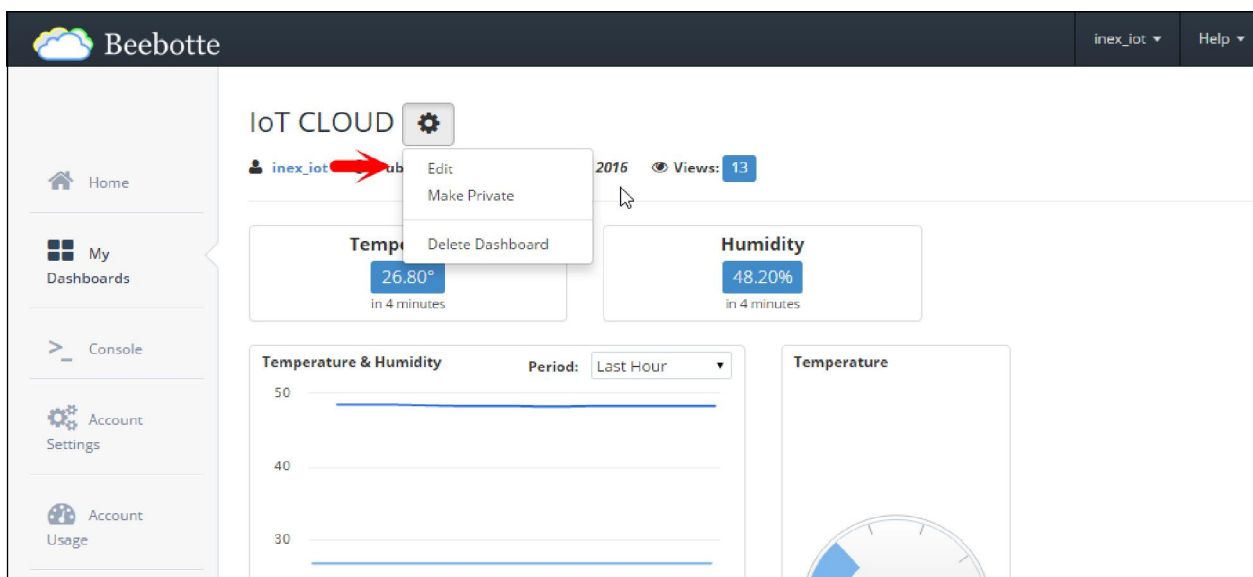 Beebotte
inex_iot
Help
IoT CLOUD
inex_iot
2016 Views: 13
Edit
Make Private
Delete Dashboard
Home
My
Dashboards
Console
Account
Settings
Account
Usage
26.80°
in 4 minutes
Humidity
48.20%
in 4 minutes
Temperature & Humidity
Period: Last Hour
50
40
30
Temperature